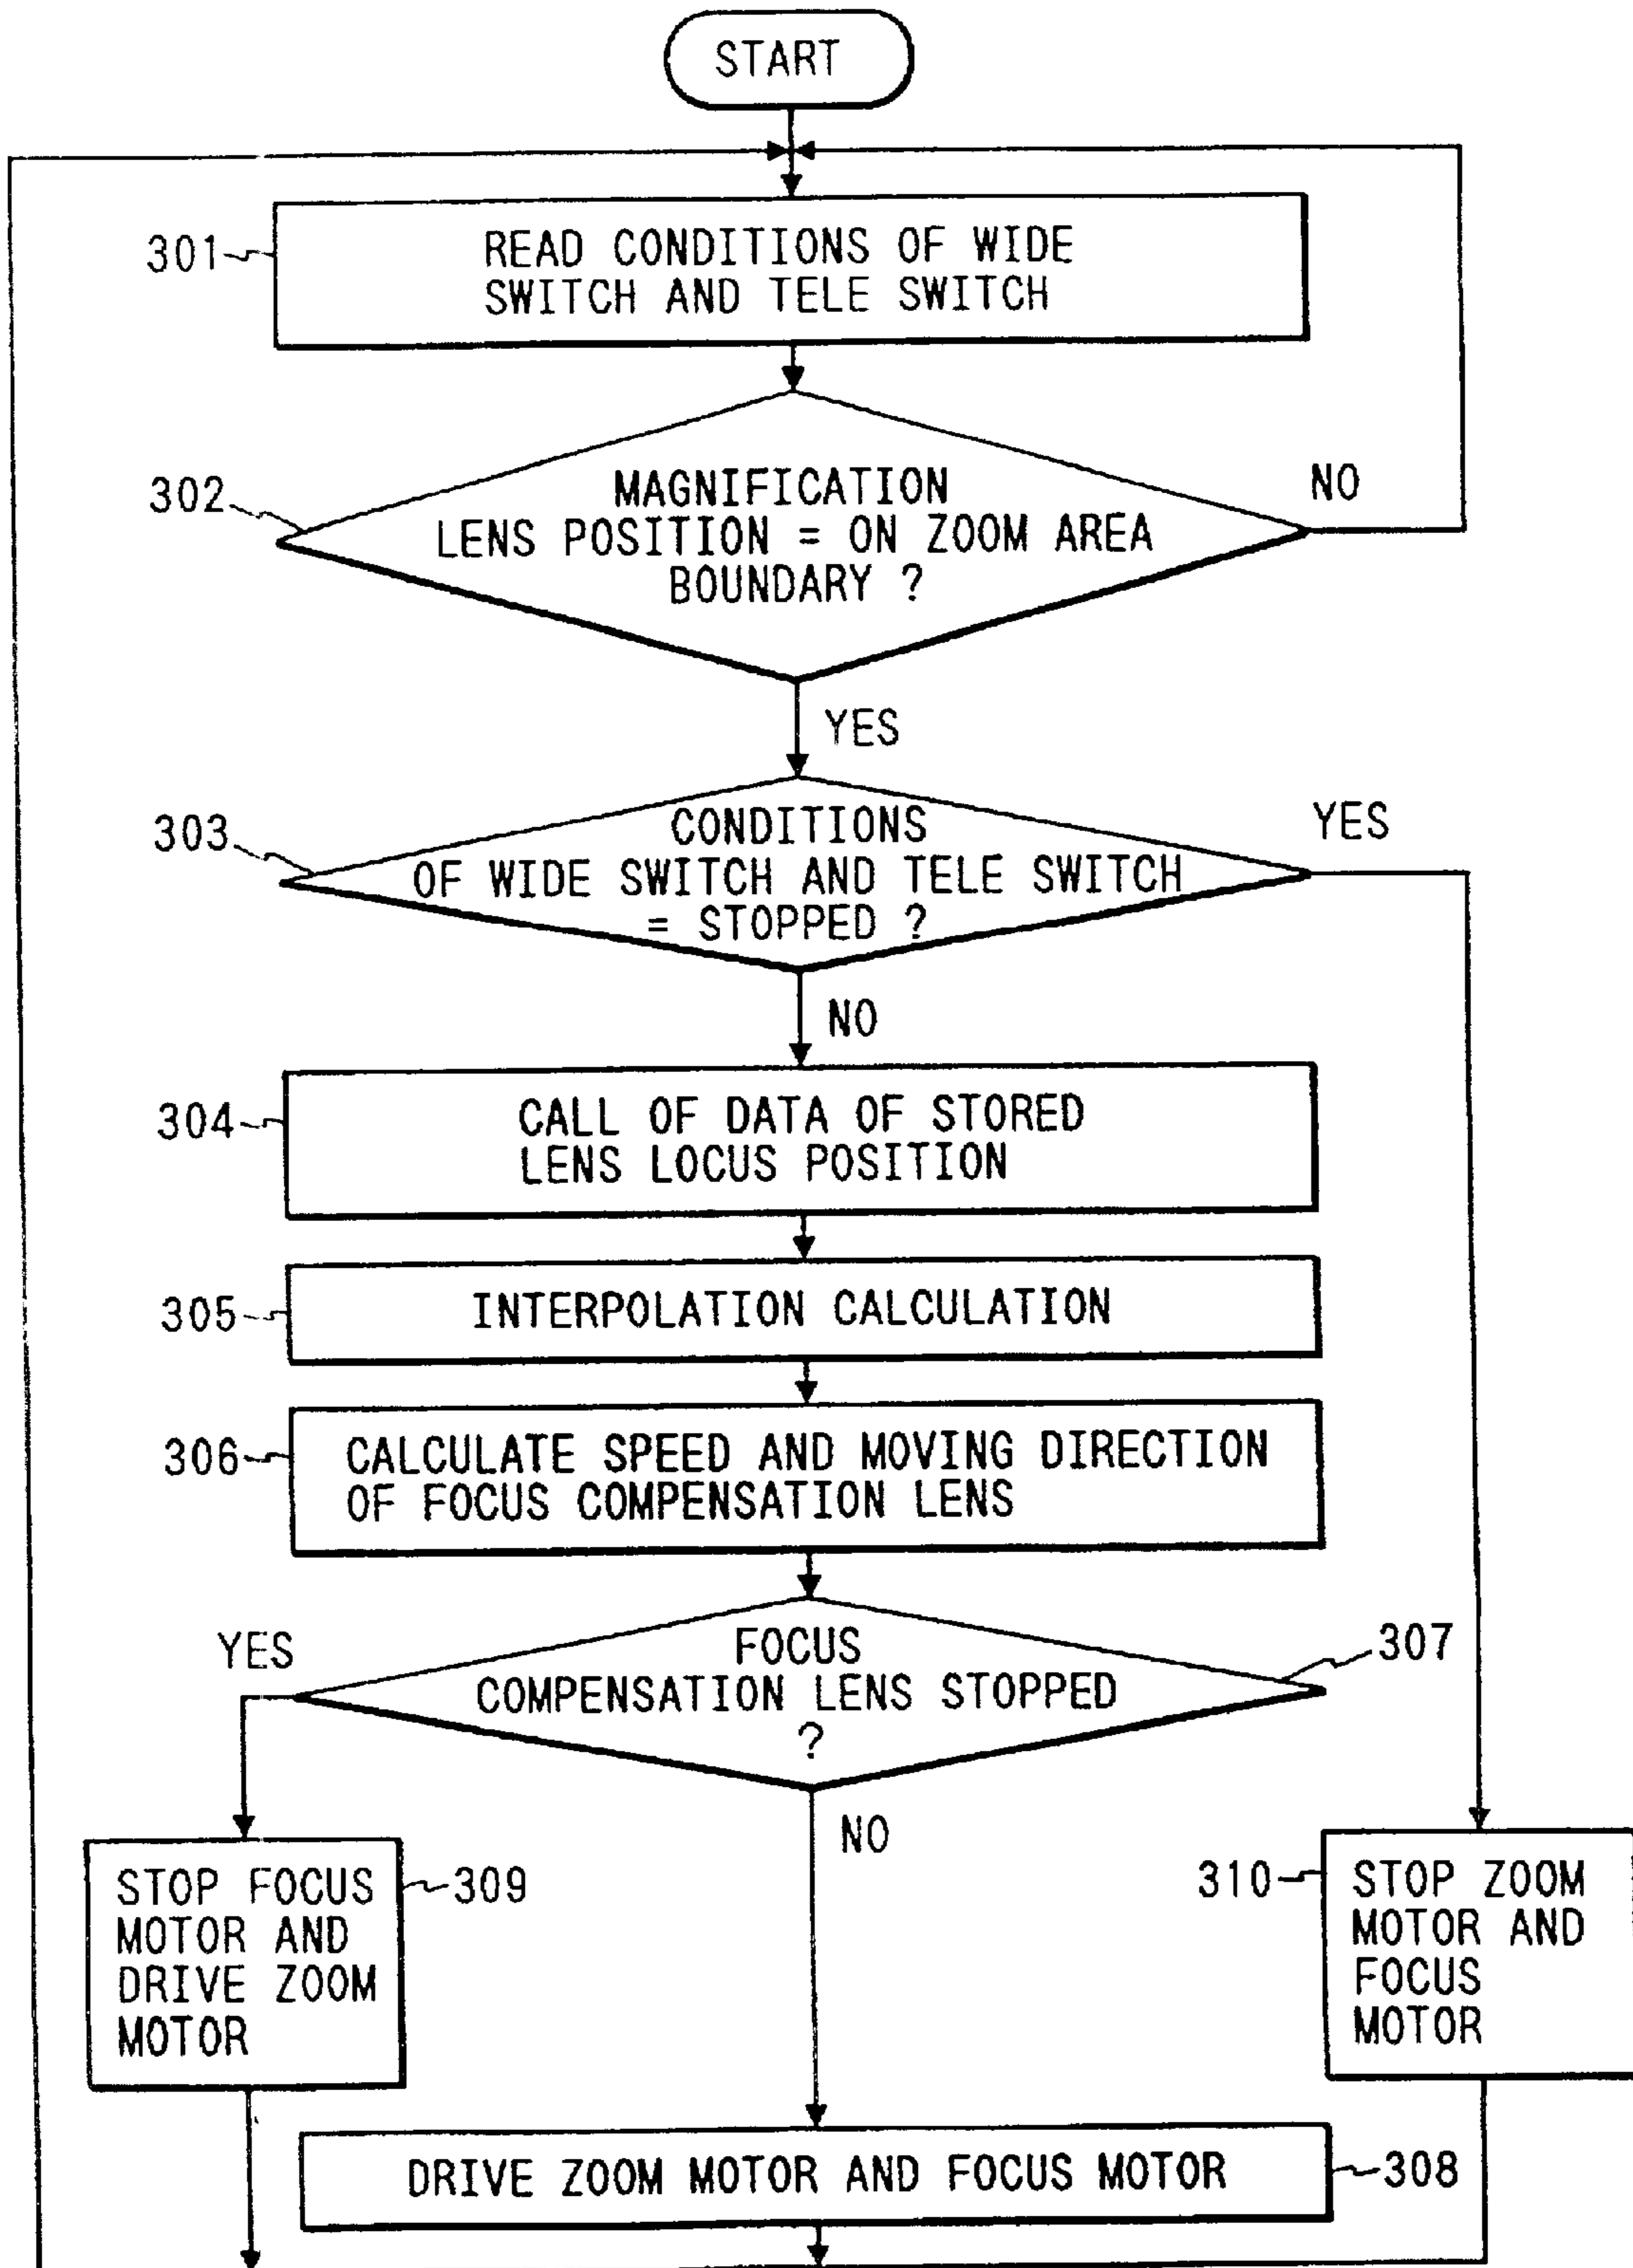 START
301
READ CONDITIONS OF WIDE
SWITCH AND TELE SWITCH
302
MAGNIFICATION
LENS POSITION = ON ZOOM AREA
BOUNDARY ?
NO
YES
303
CONDITIONS
OF WIDE SWITCH AND TELE SWITCH
= STOPPED ?
YES
NO
304
CALL OF DATA OF STORED
LENS LOCUS POSITION
305
INTERPOLATION CALCULATION
306
CALCULATE SPEED AND MOVING DIRECTION
OF FOCUS COMPENSATION LENS
307
FOCUS
COMPENSATION LENS STOPPED
?
YES
NO
STOP FOCUS
MOTOR AND
DRIVE ZOOM
MOTOR
309
310
STOP ZOOM
MOTOR AND
FOCUS
MOTOR
DRIVE ZOOM MOTOR AND FOCUS MOTOR
308